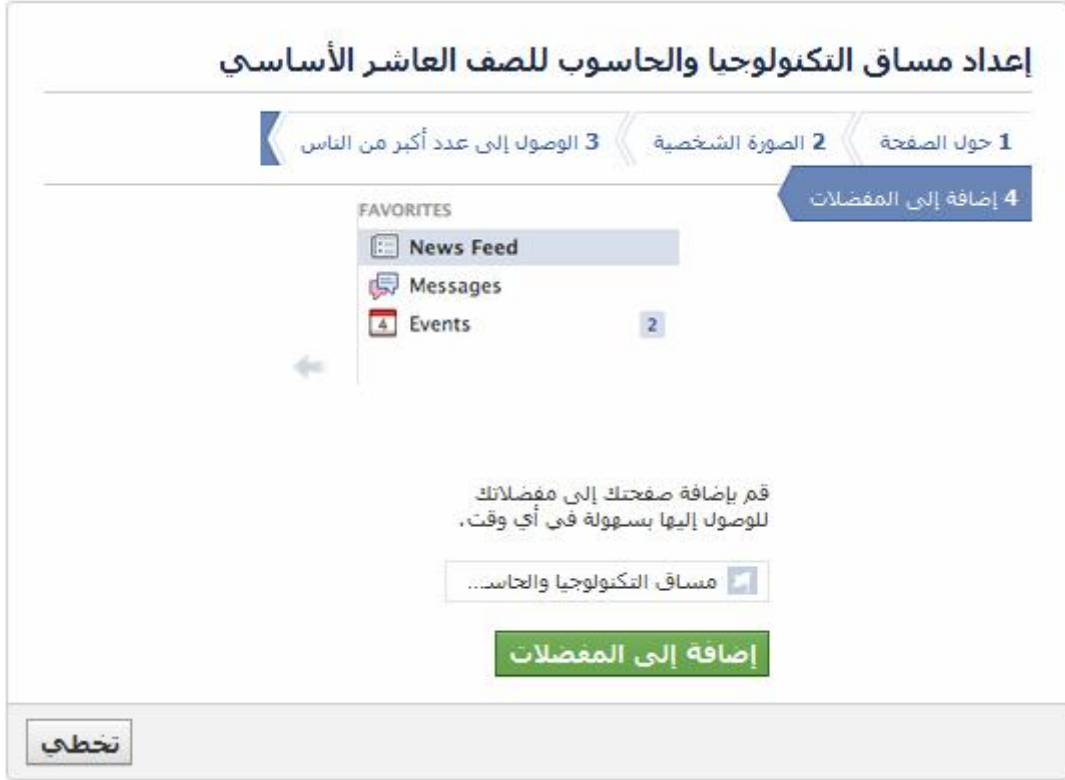 إعداد مساق التكنولوجيا والحاسوب للصف العاشر الأساسي
1 حول الصفحة 2 الصورة الشخصية 3 الوصول إلى عدد أكبر من الناس
4 إضافة إلى المفضلات
FAVORITES
News Feed
Messages
4 Events 2
قم بإضافة صفحتك إلى مفضلاتك
للوصول إليها بسهولة في أي وقت.
مساق التكنولوجيا والحاسـ...
إضافة إلى المفضلات
تخطي